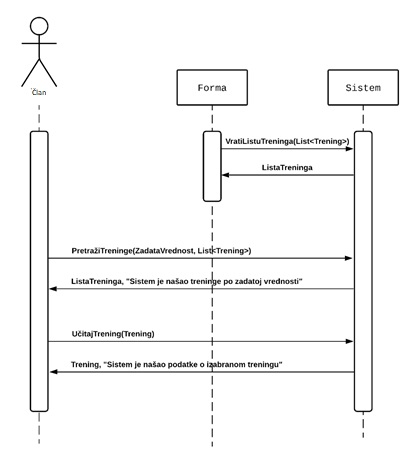 Član
Forma
Sistem
VratiListuTreninga(List<Trening>)
ListaTreninga
PretražiTreninge(ZadataVrednost, List<Trening>)
ListaTreninga, "Sistem je našao treninge po zadatoj vrednosti"
UčitajTrening(Trening)
Trening, "Sistem je našao podatke o izabranom treningu"